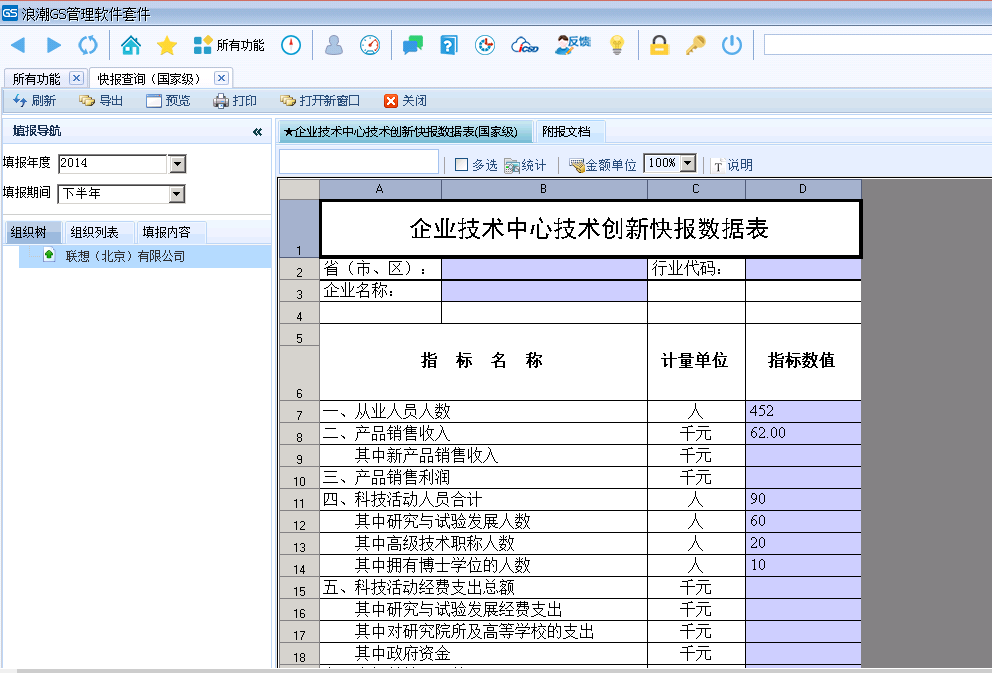 GS 浪潮GS管理软件套件
所有功能 ? iCSD 反馈
所有功能 快报查询（国家级）
刷新 导出 预览 打印 打开新窗口 关闭
填报导航 «
填报年度 2014
填报期间 下半年
组织树 组织列表 填报内容
联想（北京）有限公司
★企业技术中心技术创新快报数据表(国家级) 附报文档
多选 统计 金额单位 100% T 说明
A B C D
1 企业技术中心技术创新快报数据表
2 省（市、区）： 行业代码：
3 企业名称：
4
5
6 指 标 名 称 计量单位 指标数值
7 一、从业人员人数 人 452
8 二、产品销售收入 千元 62.00
9 其中新产品销售收入 千元
10 三、产品销售利润 千元
11 四、科技活动人员合计 人 90
12 其中研究与试验发展人数 人 60
13 其中高级技术职称人数 人 20
14 其中拥有博士学位的人数 人 10
15 五、科技活动经费支出总额 千元
16 其中研究与试验发展经费支出 千元
17 其中对研究院所及高等学校的支出 千元
18 其中政府资金 千元